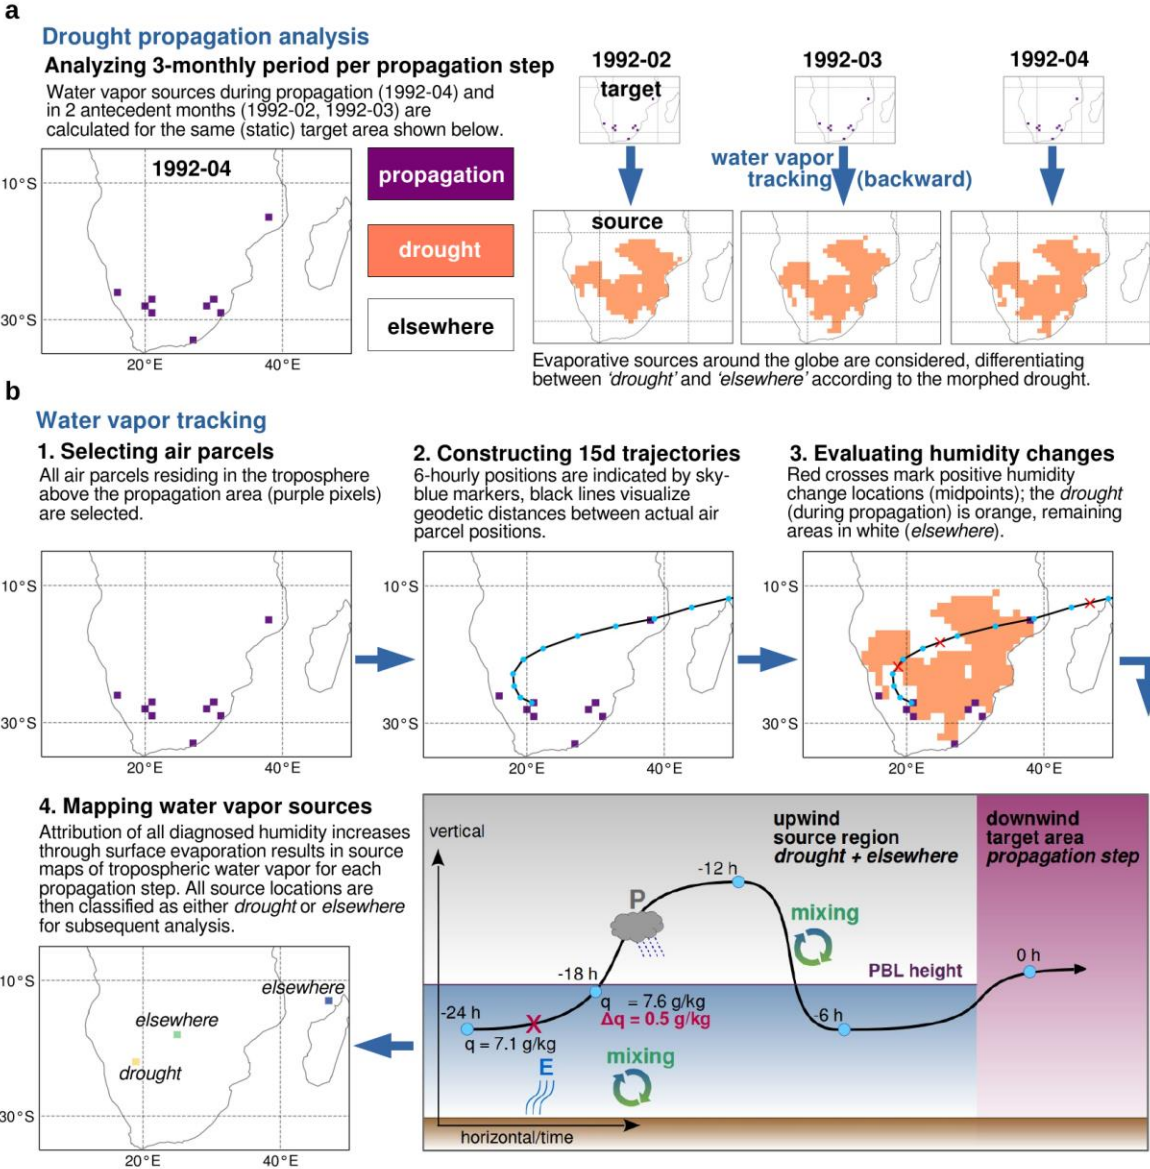 a
Drought propagation analysis
Analyzing 3-monthly period per propagation step
Water vapor sources during propagation (1992-04) and
in 2 antecedent months (1992-02, 1992-03) are
calculated for the same (static) target area shown below.
1992-04
10°S
30°S
20°E
40°E
propagation
drought
elsewhere
1992-02
1992-03
1992-04
target
water vapor
tracking (backward)
source
Evaporative sources around the globe are considered, differentiating
between ‘drought’ and ‘elsewhere’ according to the morphed drought.
b
Water vapor tracking
1. Selecting air parcels
All air parcels residing in the troposphere
above the propagation area (purple pixels)
are selected.
10°S
30°S
20°E
40°E
2. Constructing 15d trajectories
6-hourly positions are indicated by sky-
blue markers, black lines visualize
geodetic distances between actual air
parcel positions.
10°S
30°S
20°E
40°E
3. Evaluating humidity changes
Red crosses mark positive humidity
change locations (midpoints); the drought
(during propagation) is orange, remaining
areas in white (elsewhere).
10°S
30°S
20°E
40°E
4. Mapping water vapor sources
Attribution of all diagnosed humidity increases
through surface evaporation results in source
maps of tropospheric water vapor for each
propagation step. All source locations are
then classified as either drought or elsewhere
for subsequent analysis.
10°S
30°S
20°E
40°E
elsewhere
elsewhere
drought
vertical
upwind
source region
drought + elsewhere
downwind
target area
propagation step
-12 h
P
mixing
0 h
PBL height
-18 h
q = 7.6 g/kg
Δq = 0.5 g/kg
-24 h
q = 7.1 g/kg
-6 h
E
mixing
horizontal/time